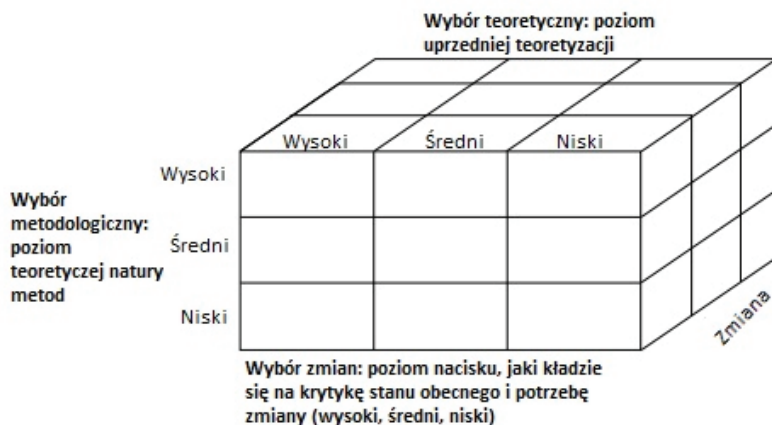 Wybór teoretyczny: poziom
uprzedniej teoretyzacji
Wysoki Średni Niski
Wysoki
Wybór
metodologiczny:
poziom
teoretyczej natury
metod
Średni
Niski
Zmiana
Wybór zmian: poziom nacisku, jaki kładzie
się na krytykę stanu obecnego i potrzebę
zmiany (wysoki, średni, niski)